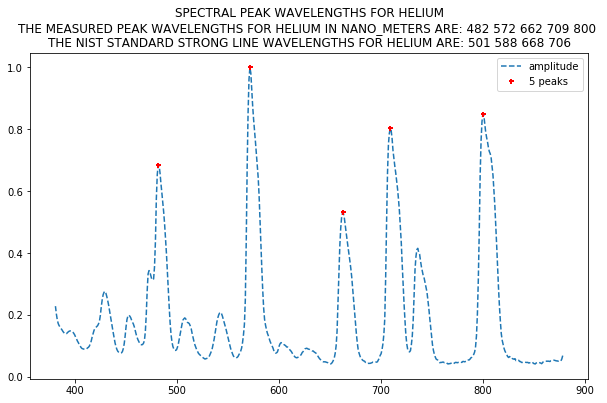 SPECTRAL PEAK WAVELENGTHS FOR HELIUM
THE MEASURED PEAK WAVELENGTHS FOR HELIUM IN NANO_METERS ARE: 482 572 662 709 800
THE NIST STANDARD STRONG LINE WAVELENGTHS FOR HELIUM ARE: 501 588 668 706
amplitude
5 peaks
1.0
0.8
0.6
0.4
0.2
0.0
400 500 600 700 800 900